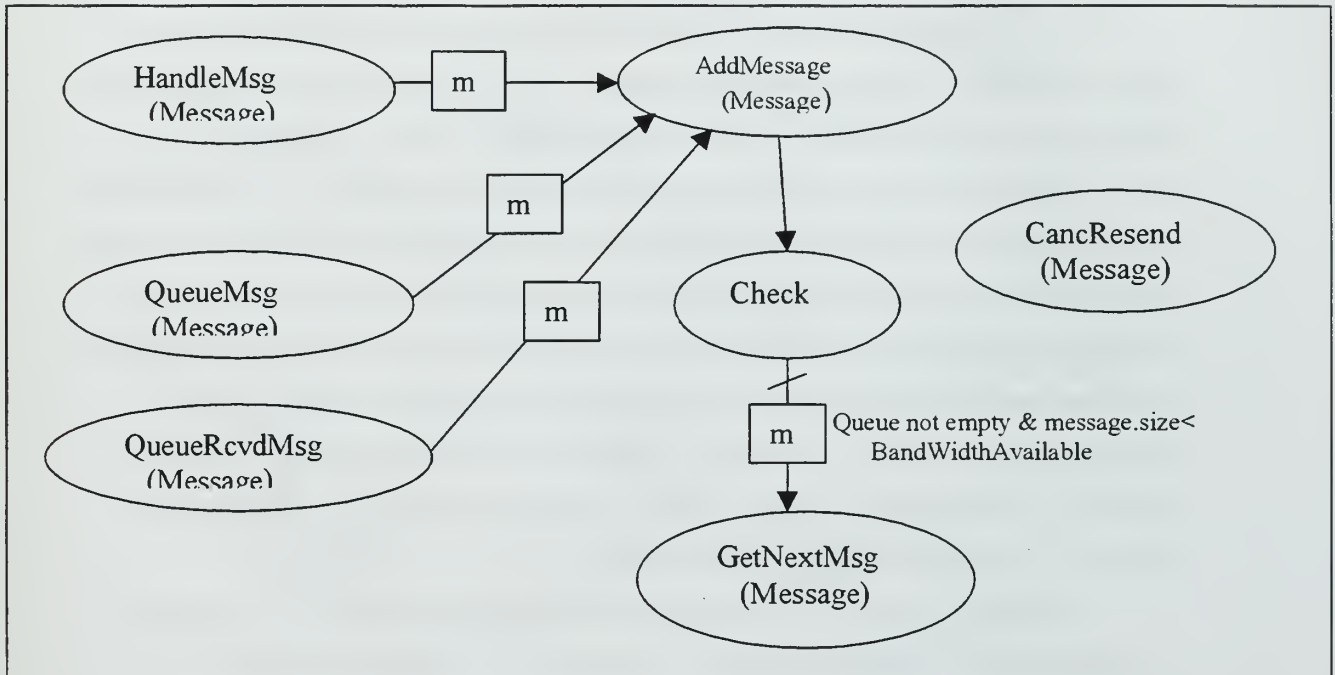 HandleMsg
(Message)
m
AddMessage
(Message)
QueueMsg
(Message)
m
QueueRcvdMsg
(Message)
m
Check
CancResend
(Message)
m
Queue not empty & message.size<
BandWidthAvailable
GetNextMsg
(Message)